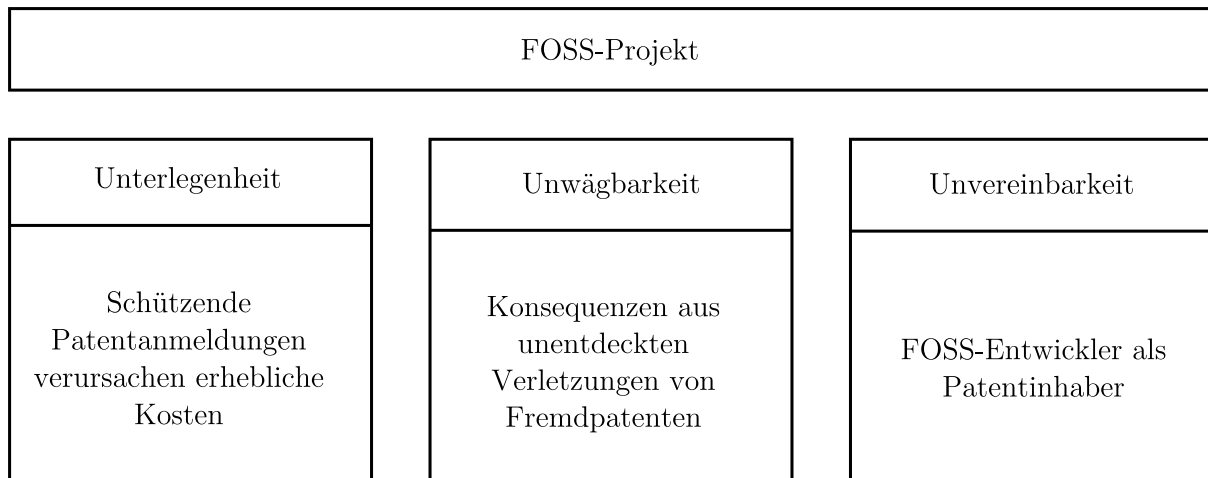 FOSS-Projekt
Unterlegenheit
Schützende
Patentanmeldungen
verursachen erhebliche
Kosten
Unwägbarkeit
Konsequenzen aus
unentdeckten
Verletzungen von
Fremdpatenten
Unvereinbarkeit
FOSS-Entwickler als
Patentinhaber